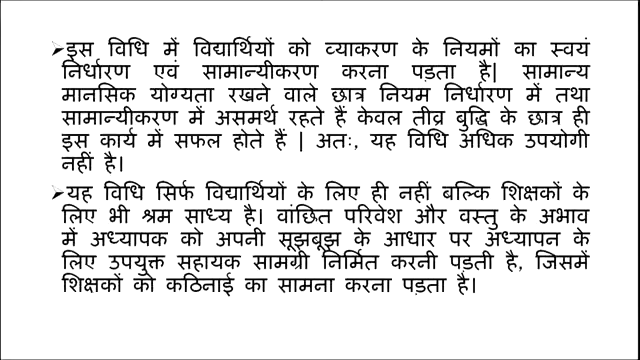 ➢इस विधि में विद्यार्थियों को व्याकरण के नियमों का स्वयं
निर्धारण एवं सामान्यीकरण करना पड़ता है| सामान्य
मानसिक योग्यता रखने वाले छात्र नियम निर्धारण में तथा
सामान्यीकरण में असमर्थ रहते हैं केवल तीव्र बुद्धि के छात्र ही
इस कार्य में सफल होते हैं | अतः, यह विधि अधिक उपयोगी
नहीं है।
➢यह विधि सिर्फ विद्यार्थियों के लिए ही नहीं बल्कि शिक्षकों के
लिए भी श्रम साध्य है। वांछित परिवेश और वस्तु के अभाव
में अध्यापक को अपनी सूझबूझ के आधार पर अध्यापन के
लिए उपयुक्त सहायक सामग्री निर्मित करनी पड़ती है, जिसमें
शिक्षकों को कठिनाई का सामना करना पड़ता है।